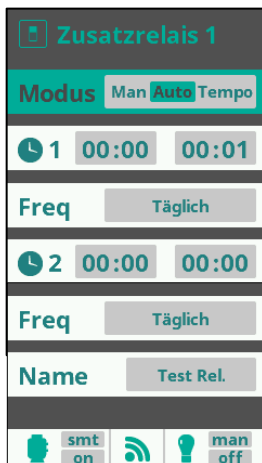 Zusatzrelais 1
Modus Man Auto Tempo
1 00:00 00:01
Freq Täglich
2 00:00 00:00
Freq Täglich
Name Test Rel.
smt man
on off